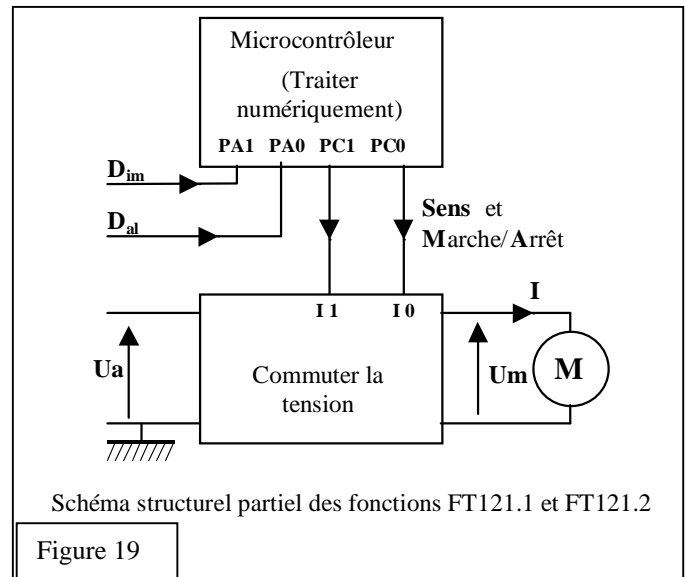 Microcontrôleur
(Traiter
numériquement)
PA1 PA0 PC1 PC0
Dim
Dal
Sens et
Marche/Arrêt
I 1 I 0
I
Ua
Commuter la
tension
Um
M
Schéma structurel partiel des fonctions FT121.1 et FT121.2
Figure 19